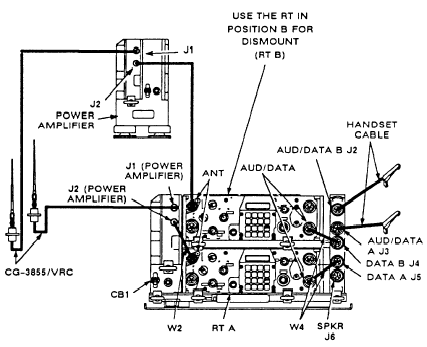 USE THE RT IN
POSITION B FOR
DISMOUNT
(RT B)
J1
J2
POWER
AMPLIFIER
HANDSET
CABLE
AUD/DATA B J2
J1 (POWER
AMPLIFIER)
ANT
AUD/DATA
J2 (POWER
AMPLIFIER)
AUD/DATA
A J3
DATA B J4
DATA A J5
CG-3855/VRC
CB1
W2
RT A
W4
SPKR
J6